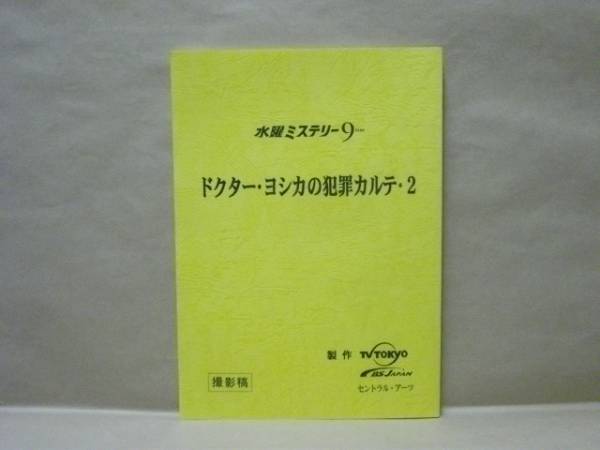 水曜ミステリー9
ドクター・ヨシカの犯罪カルテ・2
製作 TV TOKYO
BS JAPAN
撮影稿
セントラル・アーツ